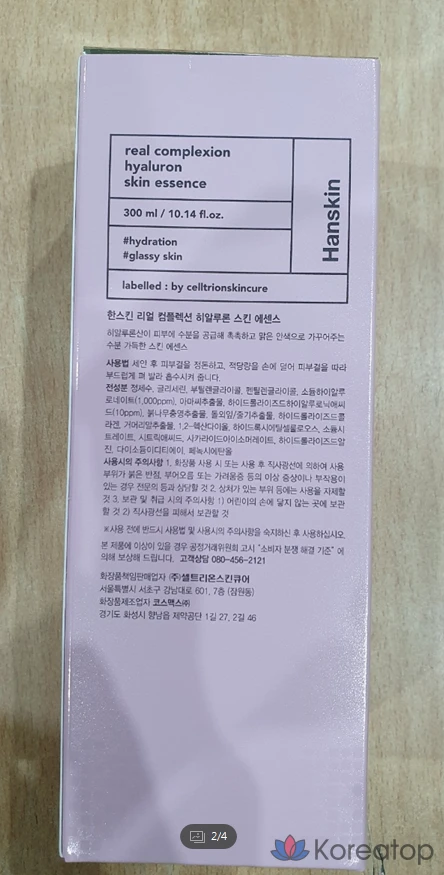 real complexion
hyaluron
skin essence
300 ml / 10.14 fl.oz.
#hydration
#glassy skin
labelled : by celltrionskincure
Hanskin
한스킨 리얼 컴플렉션 히알루론 스킨 에센스
히알루론산이 피부에 수분을 공급해 촉촉하고 맑은 안색으로 가꾸어주는
수분 가득한 스킨 에센스
사용법 세안 후 피부결을 정돈하고, 적당량을 손에 덜어 피부결을 따라
부드럽게 펴 발라 흡수시켜 줍니다.
전성분 정제수, 글리세린, 부틸렌글라이콜, 펜틸렌글라이콜, 소듐하이알루
로네이트(1,000ppm), 아마씨추출물, 하이드롤라이즈드하이알루로닉애씨
드(10ppm), 붉나무충영추출물, 돌외잎/줄기추출물, 하이드롤라이즈드콜
라겐, 거머리말추출물, 1,2-헥산다이올, 하이드록시에틸셀룰로오스, 소듐시
트레이트, 시트릭애씨드, 사카라이드아이소머레이트, 하이드롤라이즈드알
진, 다이소듐이디티에이, 페녹시에탄올
사용시의 주의사항 1. 화장품 사용 시 또는 사용 후 직사광선에 의하여 사용
부위가 붉은 반점, 부어오름 또는 가려움증 등의 이상 증상이나 부작용이
있는 경우 전문의 등과 상담할 것 2. 상처가 있는 부위 등에는 사용을 자제할
것 3. 보관 및 취급 시의 주의사항 1) 어린이의 손에 닿지 않는 곳에 보관
할 것 2) 직사광선을 피해서 보관할 것
※사용 전에 반드시 사용법 및 사용시의 주의사항을 숙지하신 후 사용하십시오.
본 제품에 이상이 있을 경우 공정거래위원회 고시 "소비자 분쟁 해결 기준" 에
의해 보상해 드립니다. 고객상담 080-456-2121
화장품책임판매업자 ㈜셀트리온스킨큐어
서울특별시 서초구 강남대로 601, 7층 (잠원동)
화장품제조업자 코스맥스㈜
경기도 화성시 향남읍 제약공단 1길 27, 2길 46
2/4
Koreatop